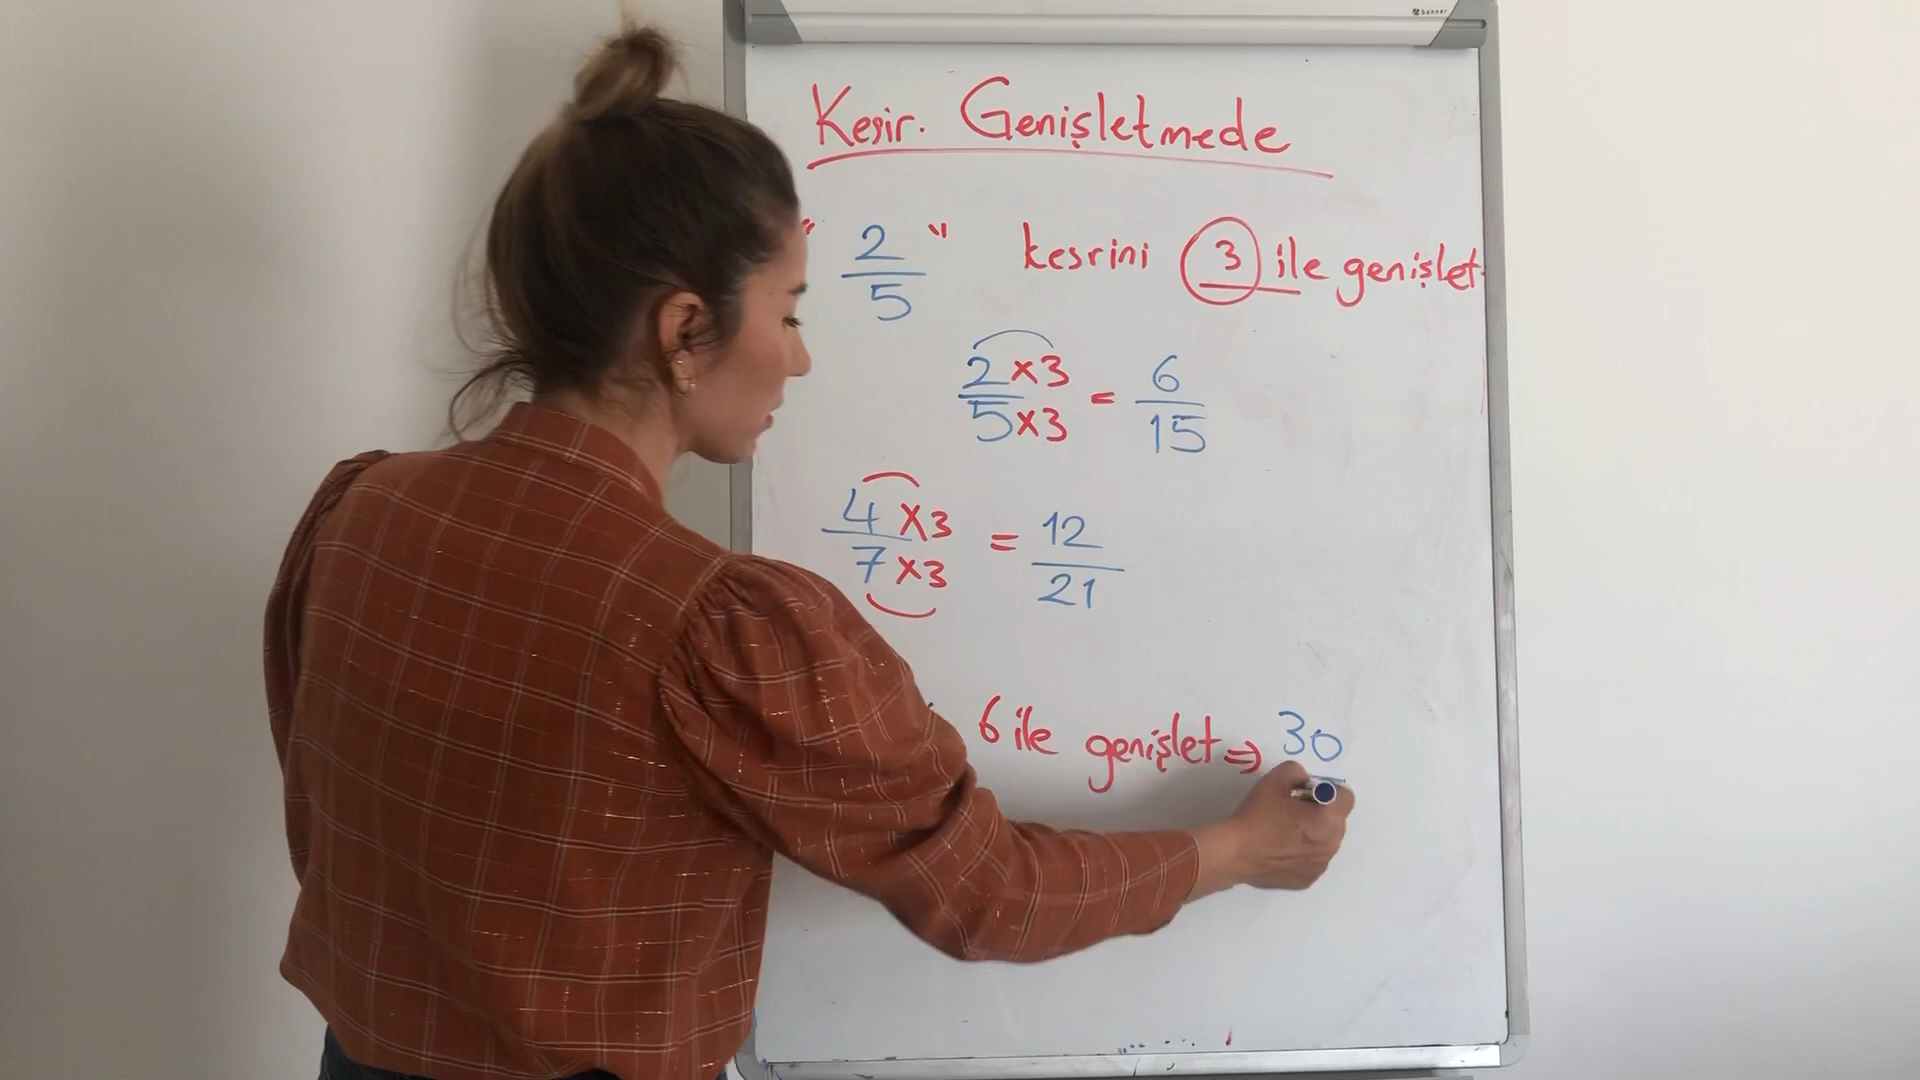 banner
Kesir. Genişletmede
" 2/5 " kesrini 3 ile genişlet
2x3/5x3 = 6/15
4x3/7x3 = 12/21
6 ile genişlet ⇒ 30